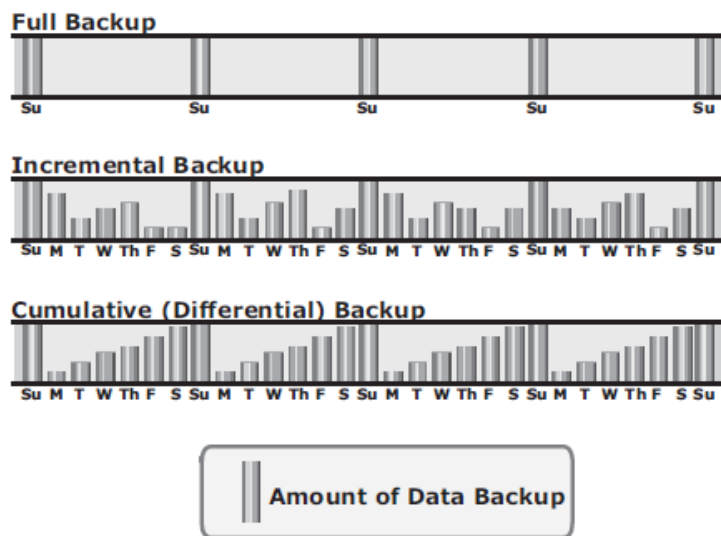 Full Backup
Su Su Su Su Su
Incremental Backup
Su M T W Th F S Su M T W Th F S Su M T W Th F S Su M T W Th F S Su
Cumulative (Differential) Backup
Su M T W Th F S Su M T W Th F S Su M T W Th F S Su M T W Th F S Su
Amount of Data Backup